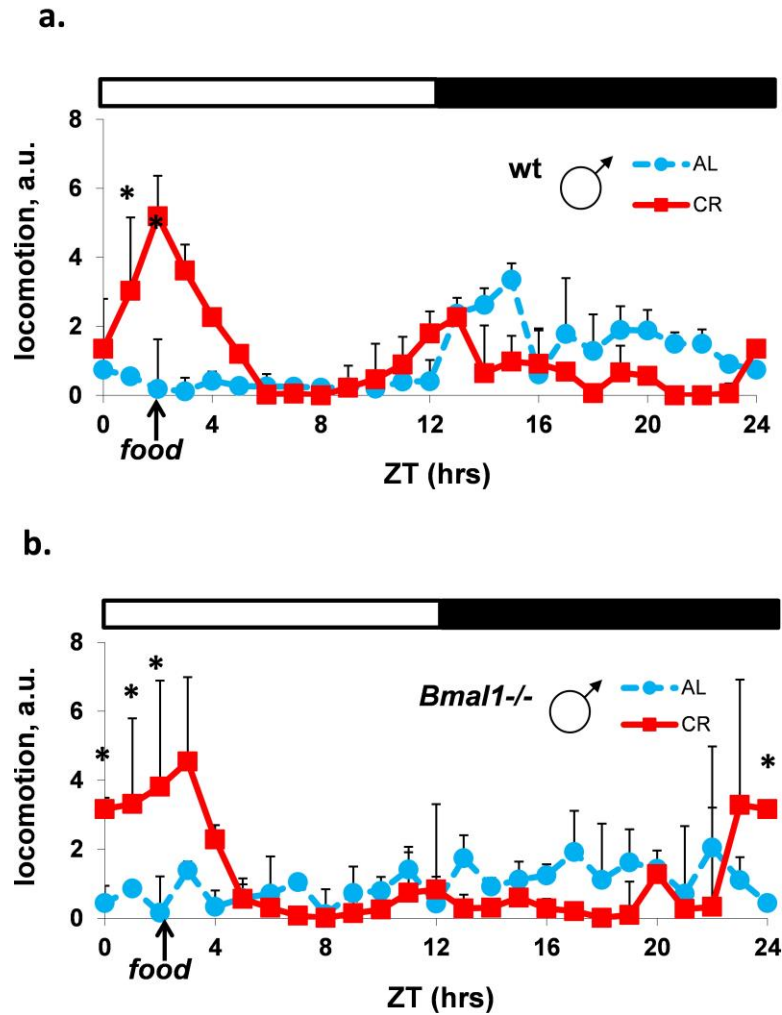 a.
8
wt
AL
CR
6
*
*
4
2
0
locomotion, a.u.
0 4 8 12 16 20 24
food
ZT (hrs)
b.
8
Bmal1-/-
AL
CR
6
*
*
*
*
4
2
0
locomotion, a.u.
0 4 8 12 16 20 24
food
ZT (hrs)